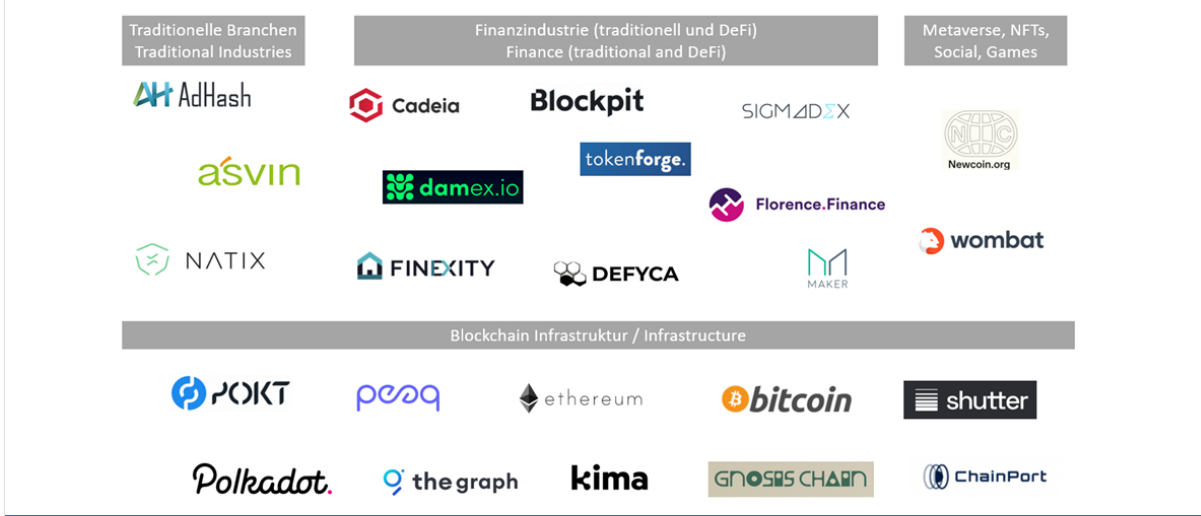 Traditionelle Branchen
Traditional Industries
Finanzindustrie (traditionell und DeFi)
Finance (traditional and DeFi)
Metaverse, NFTs,
Social, Games
AH AdHash
Cadeia
Blockpit
SIGMADEX
NC
Newcoin.org
asvin
tokenforge.
damex.io
Florence.Finance
wombat
NATIX
FINEXITY
DEFYCA
MAKER
Blockchain Infrastruktur / Infrastructure
POKT
peaq
ethereum
bitcoin
shutter
Polkadot.
the graph
kima
GNOSIS CHAIN
ChainPort